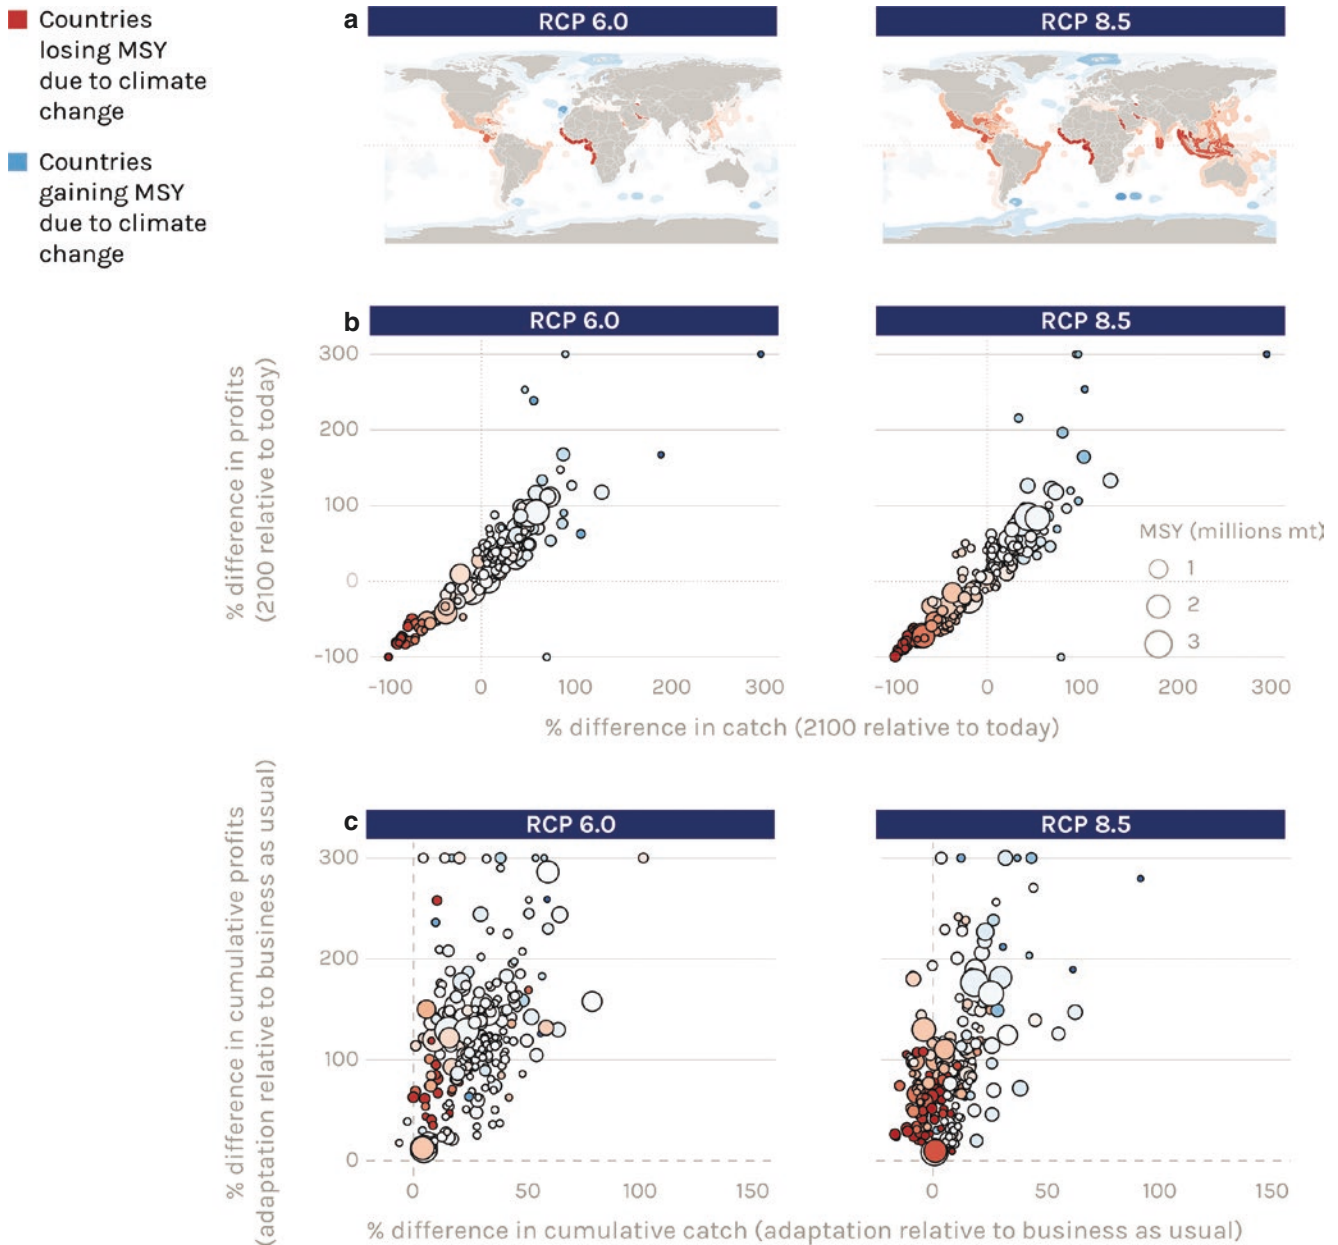 Countries
losing MSY
due to climate
change
Countries
gaining MSY
due to climate
change
a
RCP 6.0
RCP 8.5
b
RCP 6.0
RCP 8.5
% difference in profits
(2100 relative to today)
300
200
100
0
-100
MSY (millions mt)
1
2
3
-100 0 100 200 300
-100 0 100 200 300
% difference in catch (2100 relative to today)
c
RCP 6.0
RCP 8.5
% difference in cumulative profits
(adaptation relative to business as usual)
300
200
100
0
0 50 100 150
0 50 100 150
% difference in cumulative catch (adaptation relative to business as usual)